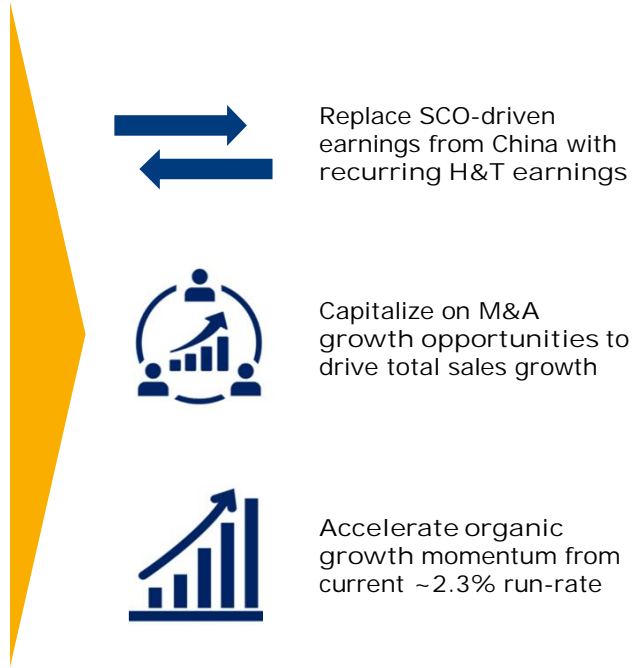 Replace SCO-driven
earnings from China with
recurring H&T earnings
Capitalize on M&A
growth opportunities to
drive total sales growth
Accelerate organic
growth momentum from
current ~2.3% run-rate